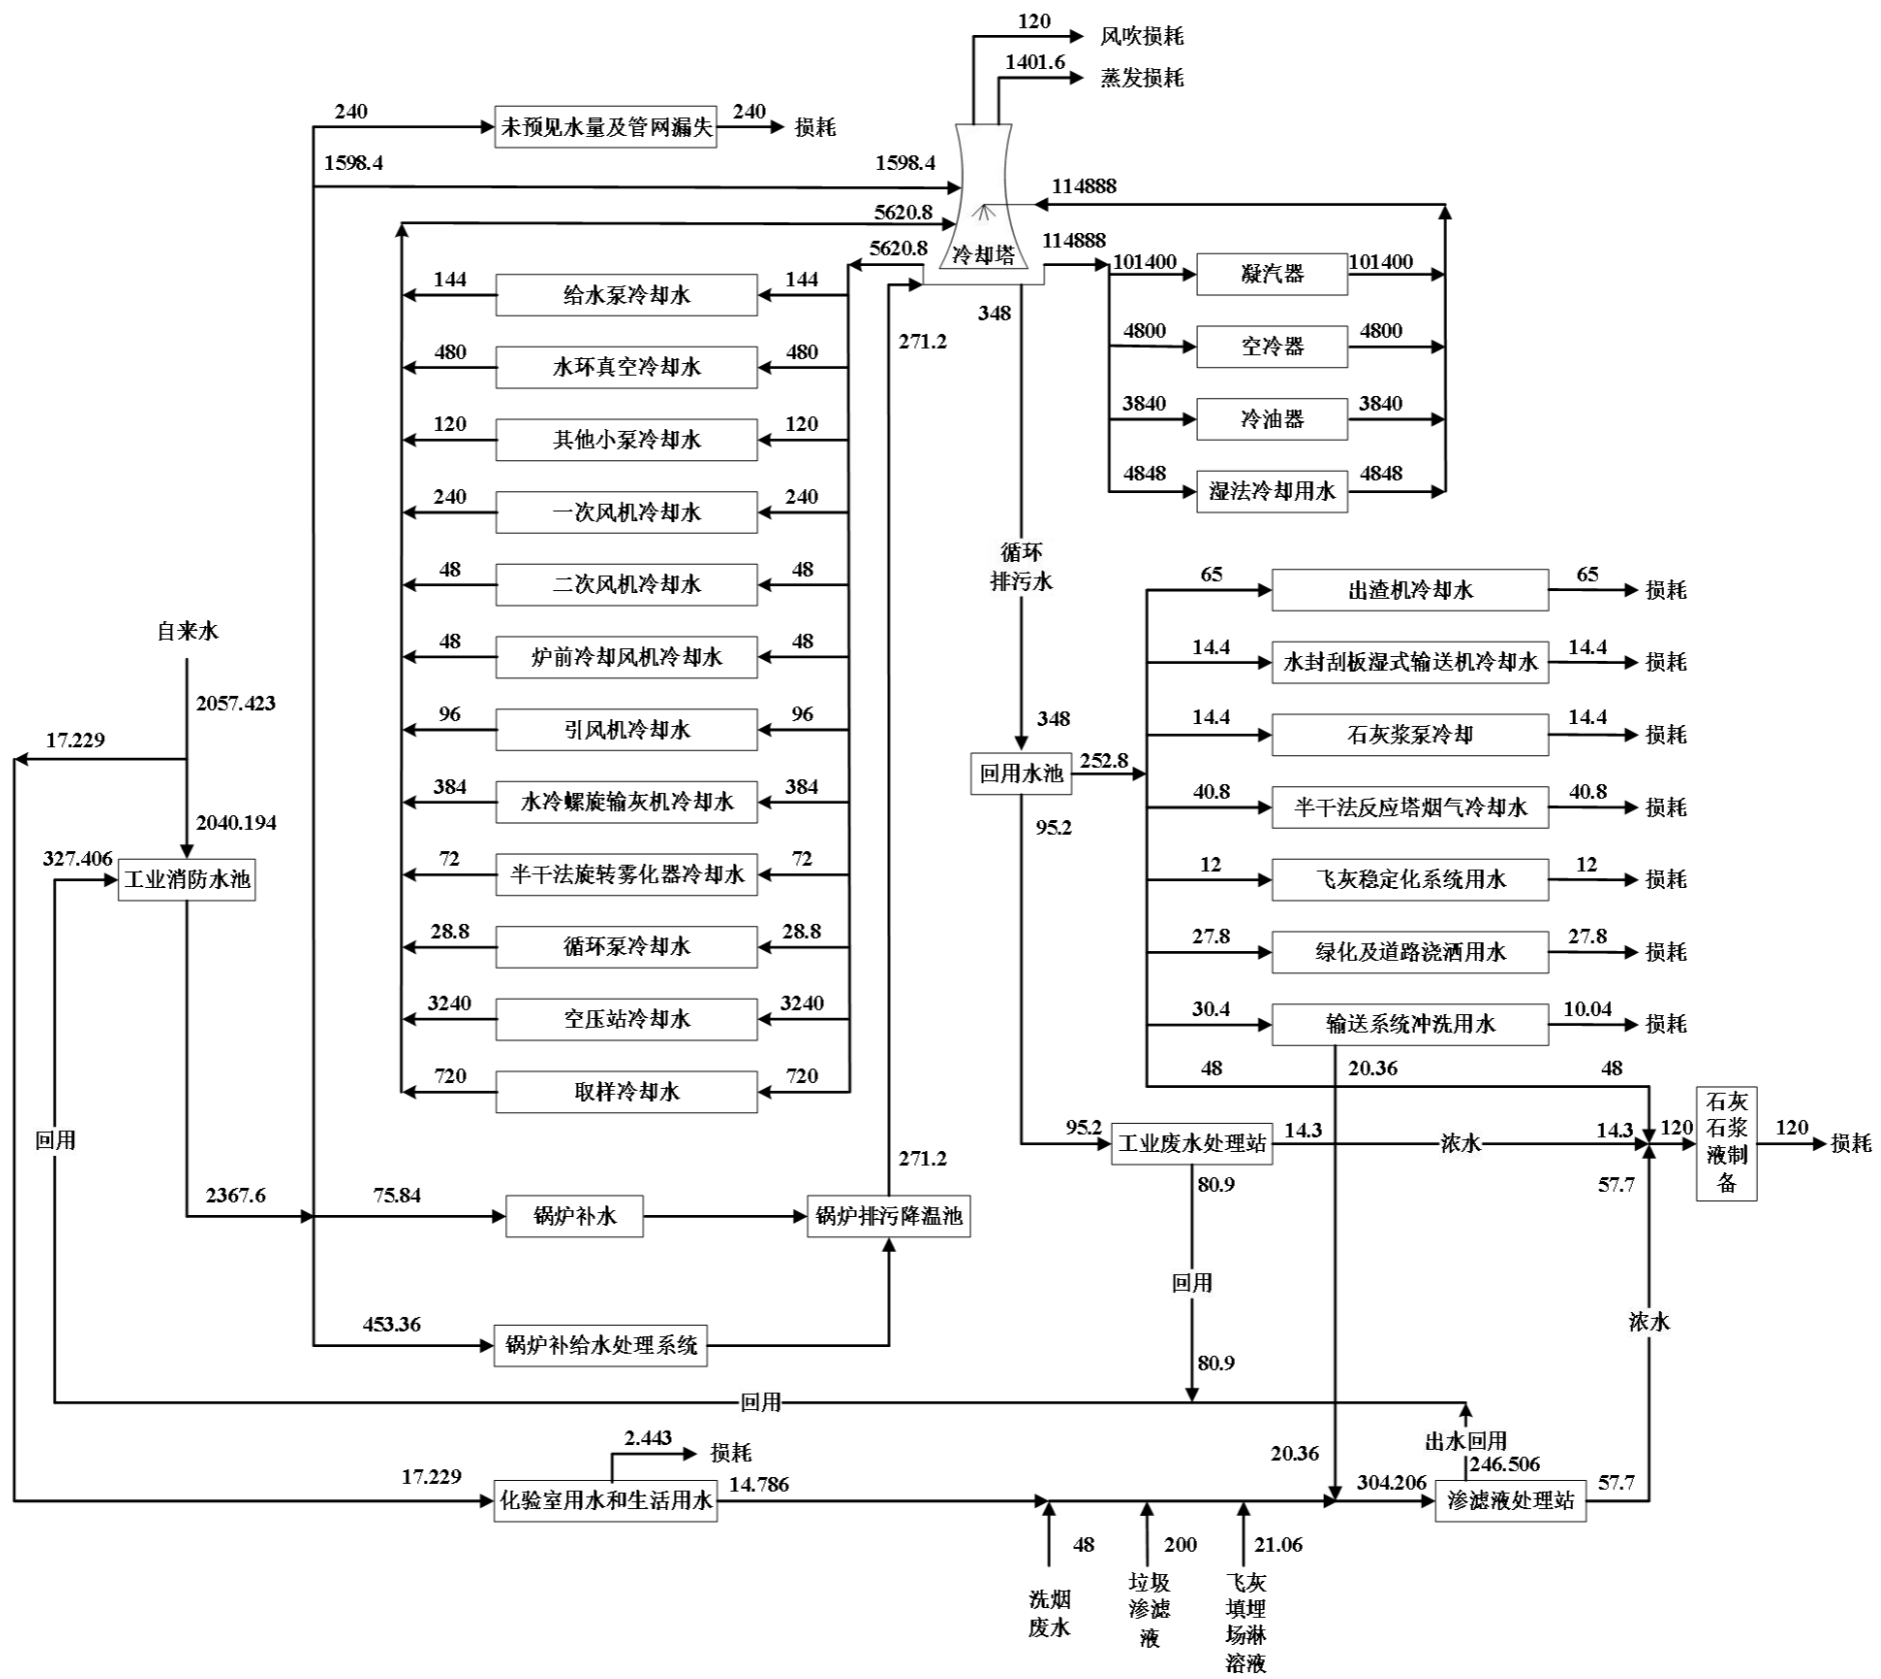 120
风吹损耗
1401.6
蒸发损耗
240
未预见水量及管网漏失
240
损耗
1598.4
1598.4
114888
5620.8
5620.8
冷却塔
114888
101400
凝汽器
101400
144
给水泵冷却水
144
348
271.2
4800
空冷器
4800
480
水环真空冷却水
480
3840
冷油器
3840
120
其他小泵冷却水
120
4848
湿法冷却用水
4848
240
一次风机冷却水
240
循环
排污水
48
二次风机冷却水
48
65
出渣机冷却水
65
损耗
自来水
48
炉前冷却风机冷却水
48
14.4
水封刮板湿式输送机冷却水
14.4
损耗
2057.423
17.229
96
引风机冷却水
96
348
14.4
石灰浆泵冷却
14.4
损耗
回用水池
252.8
384
水冷螺旋输灰机冷却水
384
40.8
半干法反应塔烟气冷却水
40.8
损耗
2040.194
95.2
327.406
工业消防水池
72
半干法旋转雾化器冷却水
72
12
飞灰稳定化系统用水
12
损耗
28.8
循环泵冷却水
28.8
27.8
绿化及道路浇洒用水
27.8
损耗
3240
空压站冷却水
3240
30.4
输送系统冲洗用水
10.04
损耗
720
取样冷却水
720
48
20.36
48
回用
95.2
工业废水处理站
14.3
浓水
14.3
120
石灰
石浆
液制
备
120
损耗
271.2
80.9
57.7
2367.6
75.84
锅炉补水
锅炉排污降温池
回用
453.36
锅炉补给水处理系统
浓水
80.9
回用
2.443
损耗
20.36
出水回用
246.506
17.229
化验室用水和生活用水
14.786
304.206
渗滤液处理站
57.7
48
200
21.06
洗烟
废水
垃圾
渗滤
液
飞灰
填埋
场淋
溶液